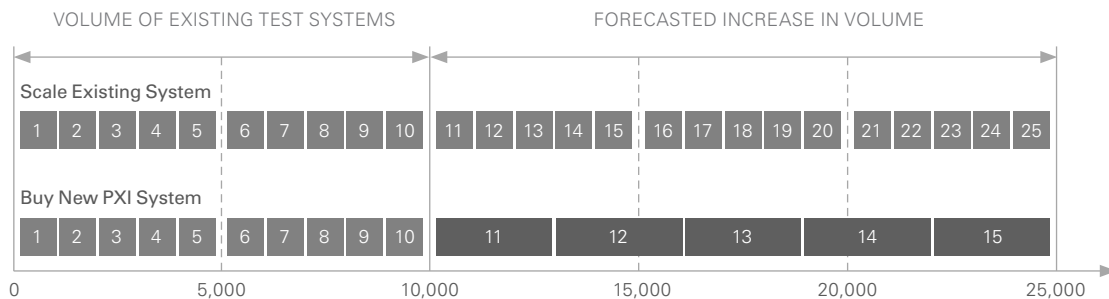 VOLUME OF EXISTING TEST SYSTEMS FORECASTED INCREASE IN VOLUME
Scale Existing System
1 2 3 4 5 6 7 8 9 10 11 12 13 14 15 16 17 18 19 20 21 22 23 24 25
Buy New PXI System
1 2 3 4 5 6 7 8 9 10 11 12 13 14 15
0 5,000 10,000 15,000 20,000 25,000